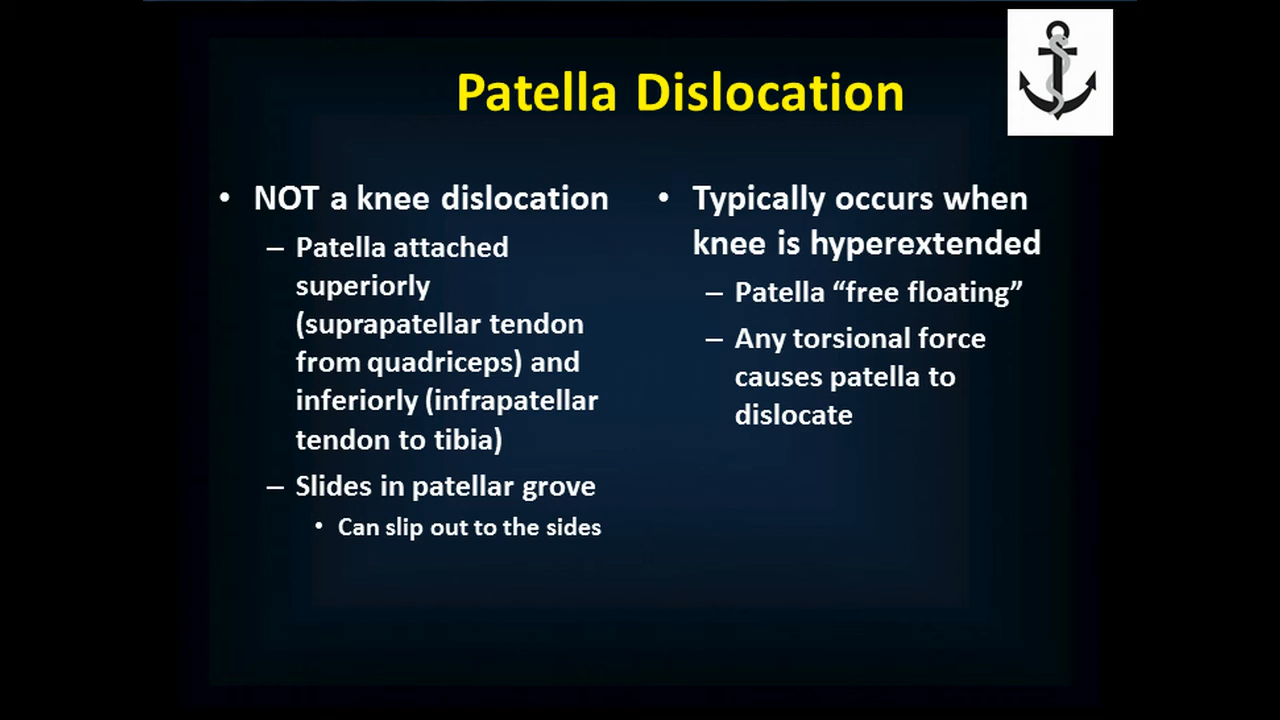 Patella Dislocation
• NOT a knee dislocation
– Patella attached
superiorly
(suprapatellar tendon
from quadriceps) and
inferiorly (infrapatellar
tendon to tibia)
– Slides in patellar grove
• Can slip out to the sides
• Typically occurs when
knee is hyperextended
– Patella “free floating”
– Any torsional force
causes patella to
dislocate